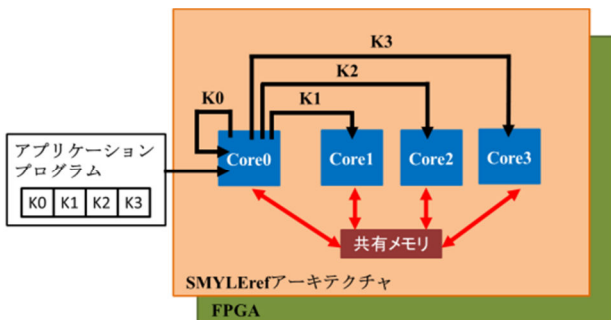 K3
K2
K0
K1
アプリケーション
プログラム
K0 K1 K2 K3
Core0
Core1
Core2
Core3
共有メモリ
SMYLErefアーキテクチャ
FPGA